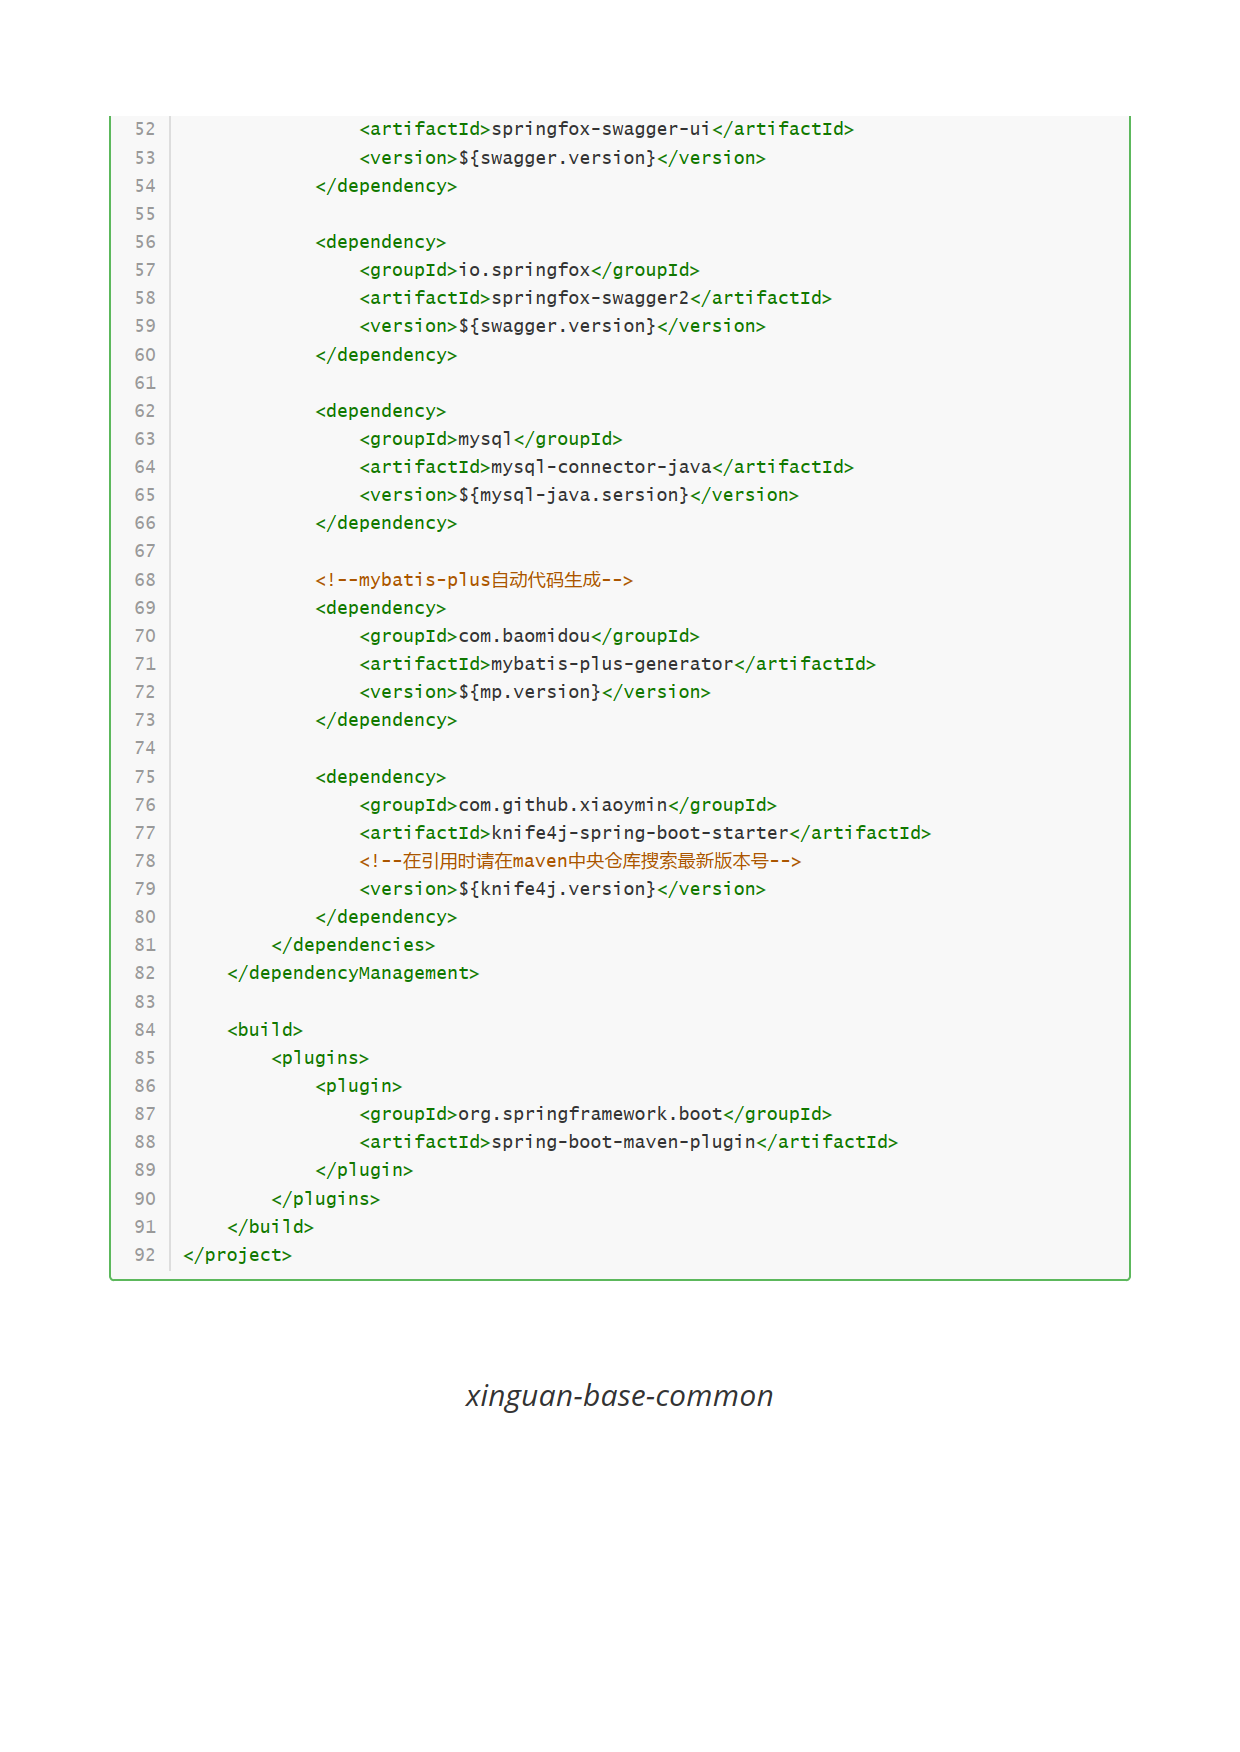 52                 <artifactId>springfox-swagger-ui</artifactId>
53                 <version>${swagger.version}</version>
54             </dependency>
55
56             <dependency>
57                 <groupId>io.springfox</groupId>
58                 <artifactId>springfox-swagger2</artifactId>
59                 <version>${swagger.version}</version>
60             </dependency>
61
62             <dependency>
63                 <groupId>mysql</groupId>
64                 <artifactId>mysql-connector-java</artifactId>
65                 <version>${mysql-java.sersion}</version>
66             </dependency>
67
68             <!--mybatis-plus自动代码生成-->
69             <dependency>
70                 <groupId>com.baomidou</groupId>
71                 <artifactId>mybatis-plus-generator</artifactId>
72                 <version>${mp.version}</version>
73             </dependency>
74
75             <dependency>
76                 <groupId>com.github.xiaoymin</groupId>
77                 <artifactId>knife4j-spring-boot-starter</artifactId>
78                 <!--在引用时请在maven中央仓库搜索最新版本号-->
79                 <version>${knife4j.version}</version>
80             </dependency>
81         </dependencies>
82     </dependencyManagement>
83
84     <build>
85         <plugins>
86             <plugin>
87                 <groupId>org.springframework.boot</groupId>
88                 <artifactId>spring-boot-maven-plugin</artifactId>
89             </plugin>
90         </plugins>
91     </build>
92 </project>
xinguan-base-common